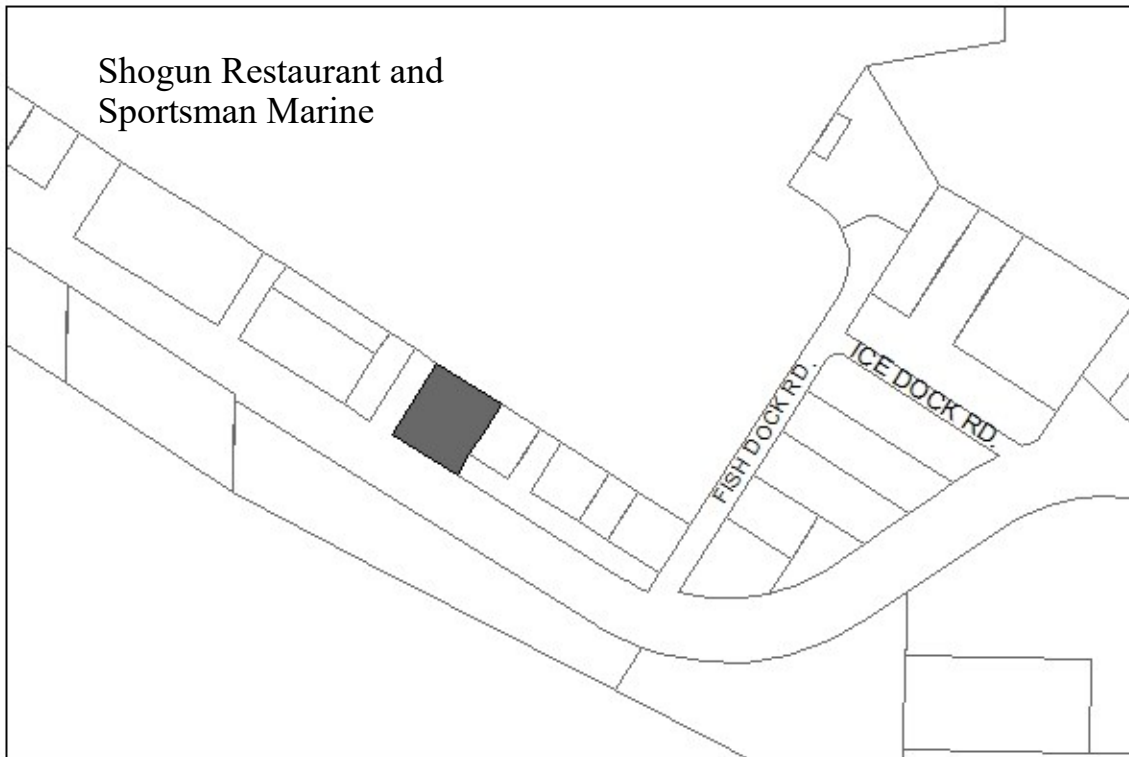 Shogun Restaurant and
Sportsman Marine
FISH DOCK RD.
ICE DOCK RD.